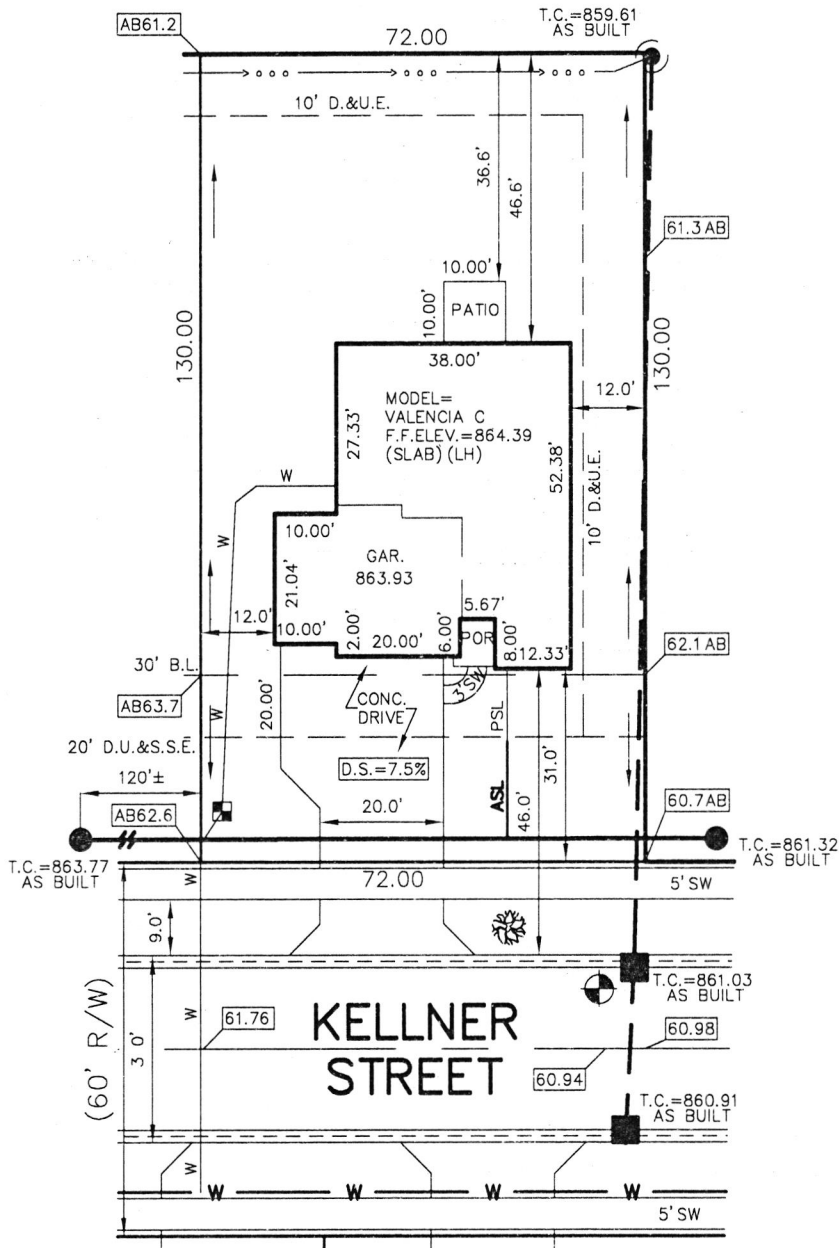 AB61.2
72.00
T.C.=859.61
AS BUILT
10' D.&U.E.
36.6'
46.6'
61.3 AB
130.00
10.00'
10.00'
PATIO
130.00
38.00'
12.0'
MODEL=
VALENCIA C
F.F.ELEV.=864.39
(SLAB) (LH)
27.33'
52.38'
W
10' D.&U.E.
W
10.00'
GAR.
863.93
21.04'
12.0'
5.67'
10.00'
2.00'
20.00'
6.00'
POR
8.00'
12.33'
30' B.L.
62.1 AB
3' SW
AB63.7
W
20.00'
CONC.
DRIVE
PSL
20' D.U.&S.S.E.
D.S.=7.5%
31.0'
120'±
ASL
46.0'
AB62.6
20.0'
60.7AB
T.C.=863.77
AS BUILT
T.C.=861.32
AS BUILT
W
72.00
5' SW
9.0'
T.C.=861.03
AS BUILT
(60' R/W)
30'
W
61.76
KELLNER
STREET
60.98
60.94
T.C.=860.91
AS BUILT
W
W
W
W
W
5' SW